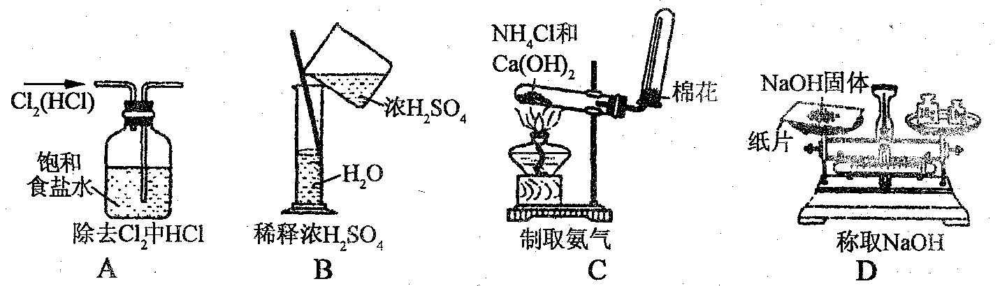 Cl₂(HCl)
饱和
食盐水
除去Cl₂中HCl
A
浓H₂SO₄
H₂O
稀释浓H₂SO₄
B
NH₄Cl和
Ca(OH)₂
棉花
制取氨气
C
NaOH固体
纸片
称取NaOH
D